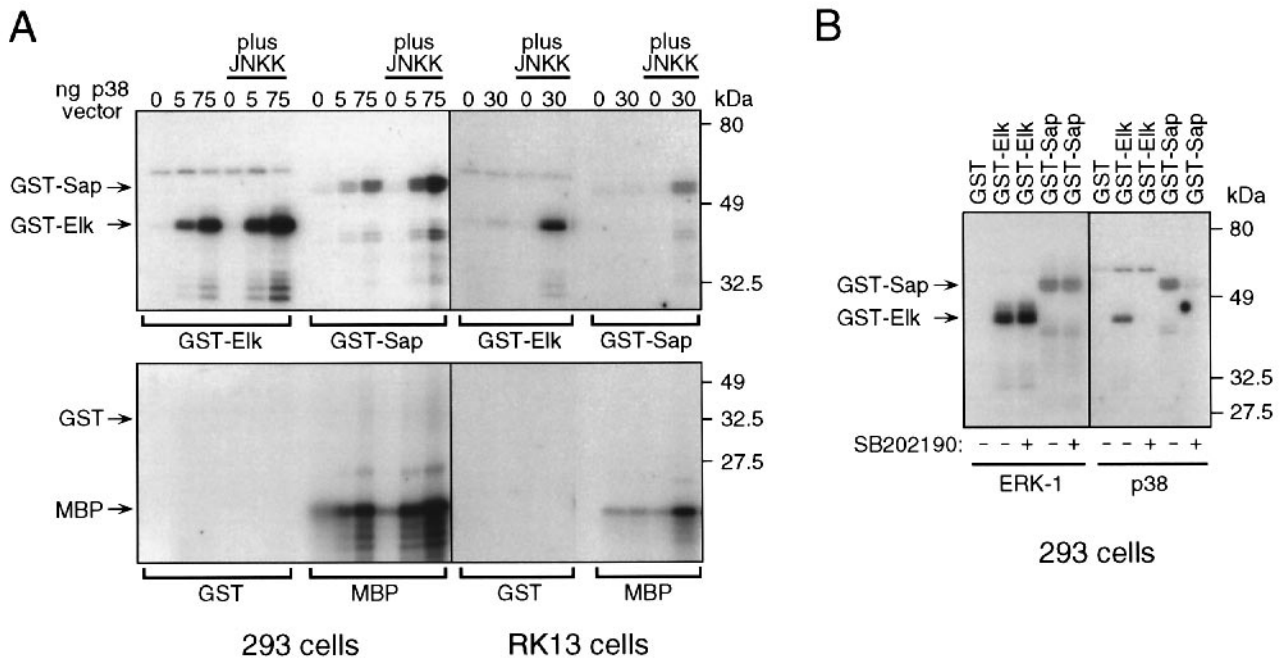 A
plus JNKK plus JNKK plus JNKK plus JNKK
ng p38 vector 0 5 75 0 5 75 0 5 75 0 5 75 0 30 0 30 0 30 0 30 kDa
80
GST-Sap
49
GST-Elk
32.5
GST-Elk GST-Sap GST-Elk GST-Sap
49
GST
32.5
27.5
MBP
GST MBP GST MBP
293 cells RK13 cells
B
GST GST-Elk GST-Elk GST-Sap GST-Sap GST GST-Elk GST-Elk GST-Sap GST-Sap
kDa
80
GST-Sap
49
GST-Elk
32.5
27.5
SB202190: - - + - + - - + - +
ERK-1 p38
293 cells